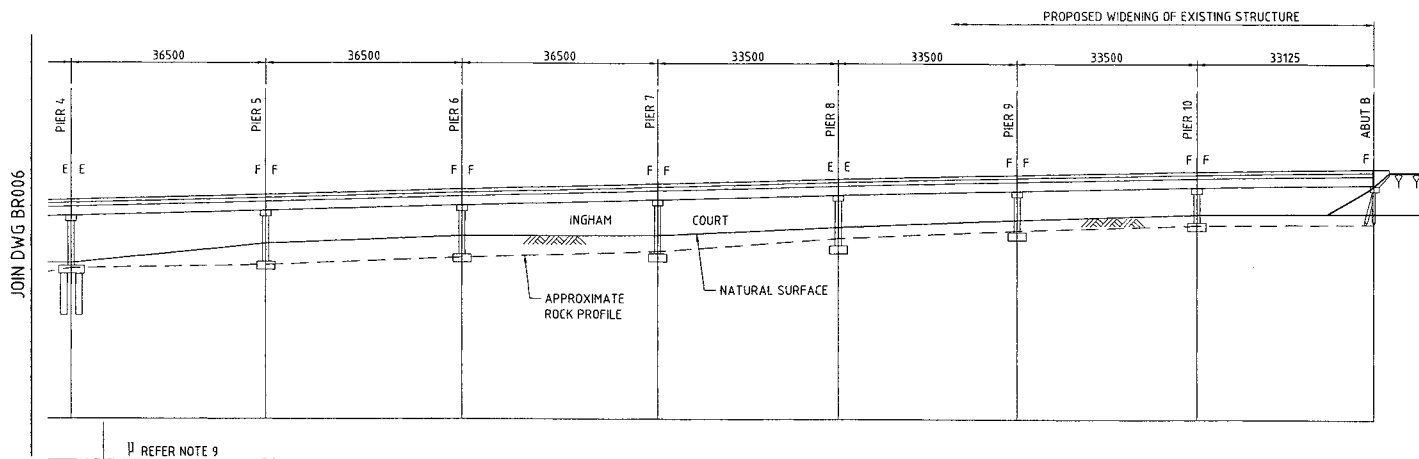 PROPOSED WIDENING OF EXISTING STRUCTURE
36500 36500 36500 33500 33500 33500 33125
PIER 4 PIER 5 PIER 6 PIER 7 PIER 8 PIER 9 PIER 10 ABUT B
E E F F F F F F E E F F F F F
JOIN DWG BR006
INGHAM COURT
NATURAL SURFACE
APPROXIMATE
ROCK PROFILE
REFER NOTE 9